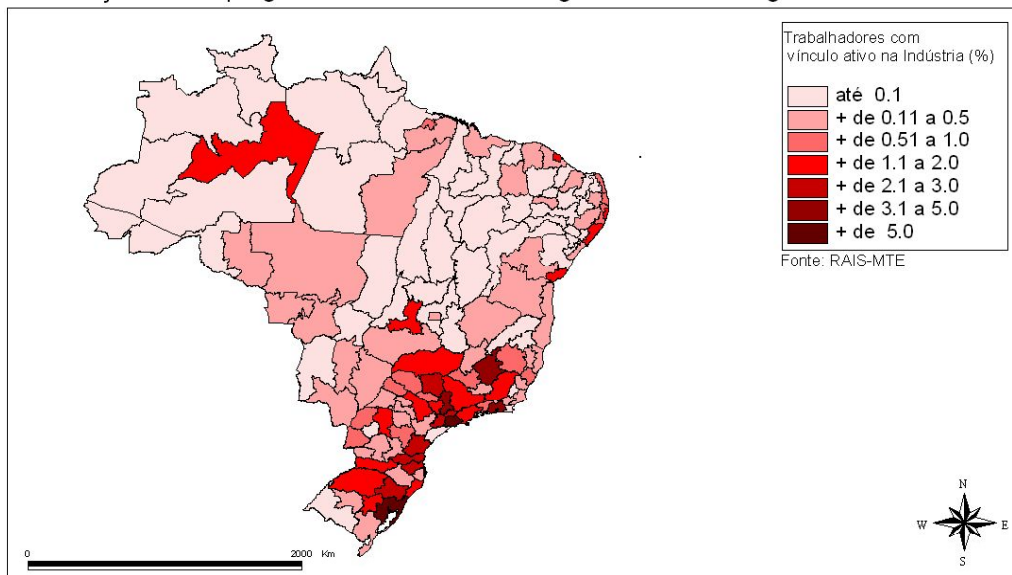 Trabalhadores com
vínculo ativo na Indústria (%)
até 0.1
+ de 0.11 a 0.5
+ de 0.51 a 1.0
+ de 1.1 a 2.0
+ de 2.1 a 3.0
+ de 3.1 a 5.0
+ de 5.0
Fonte: RAIS-MTE
N
W E
S
0 2000 Km